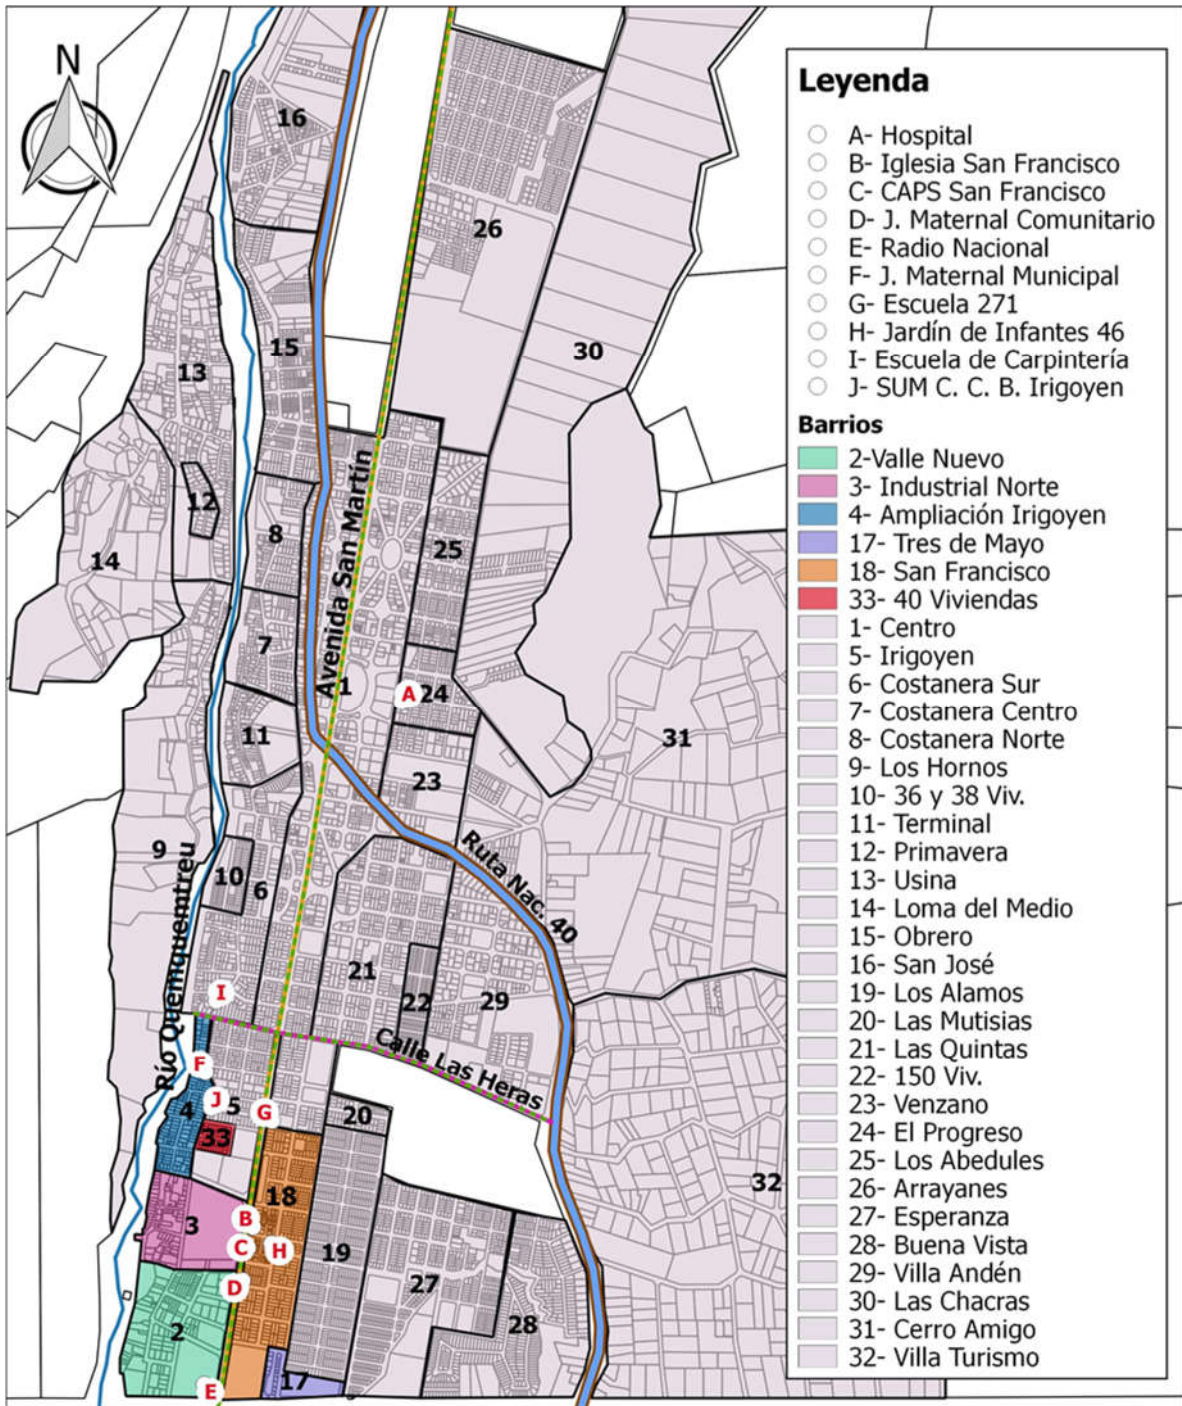 N
Leyenda
A- Hospital
B- Iglesia San Francisco
C- CAPS San Francisco
D- J. Maternal Comunitario
E- Radio Nacional
F- J. Maternal Municipal
G- Escuela 271
H- Jardín de Infantes 46
I- Escuela de Carpintería
J- SUM C. C. B. Irigoyen
Barrios
2-Valle Nuevo
3- Industrial Norte
4- Ampliación Irigoyen
17- Tres de Mayo
18- San Francisco
33- 40 Viviendas
1- Centro
5- Irigoyen
6- Costanera Sur
7- Costanera Centro
8- Costanera Norte
9- Los Hornos
10- 36 y 38 Viv.
11- Terminal
12- Primavera
13- Usina
14- Loma del Medio
15- Obrero
16- San José
19- Los Alamos
20- Las Mutisias
21- Las Quintas
22- 150 Viv.
23- Venzano
24- El Progreso
25- Los Abedules
26- Arrayanes
27- Esperanza
28- Buena Vista
29- Villa Andén
30- Las Chacras
31- Cerro Amigo
32- Villa Turismo
16
26
15
30
13
12
8
25
14
Avenida San Martín
7
1
A
24
11
31
23
9
10
6
Ruta Nac. 40
Río Quemquemtreu
21
22
29
I
Calle Las Heras
F
4
J
5
G
20
33
18
32
3
B
C
H
19
D
27
2
28
17
E